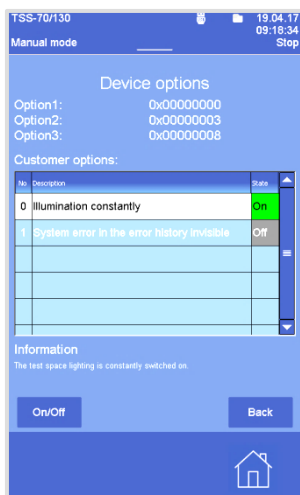 TSS-70/130 19.04.17
09:18:34
Manual mode Stop
Device options
Option1: 0x00000000
Option2: 0x00000003
Option3: 0x00000008
Customer options:
No Description State
0 Illumination constantly On
1 System error in the error history invisible Off
Information
The test space lighting is constantly switched on.
On/Off Back